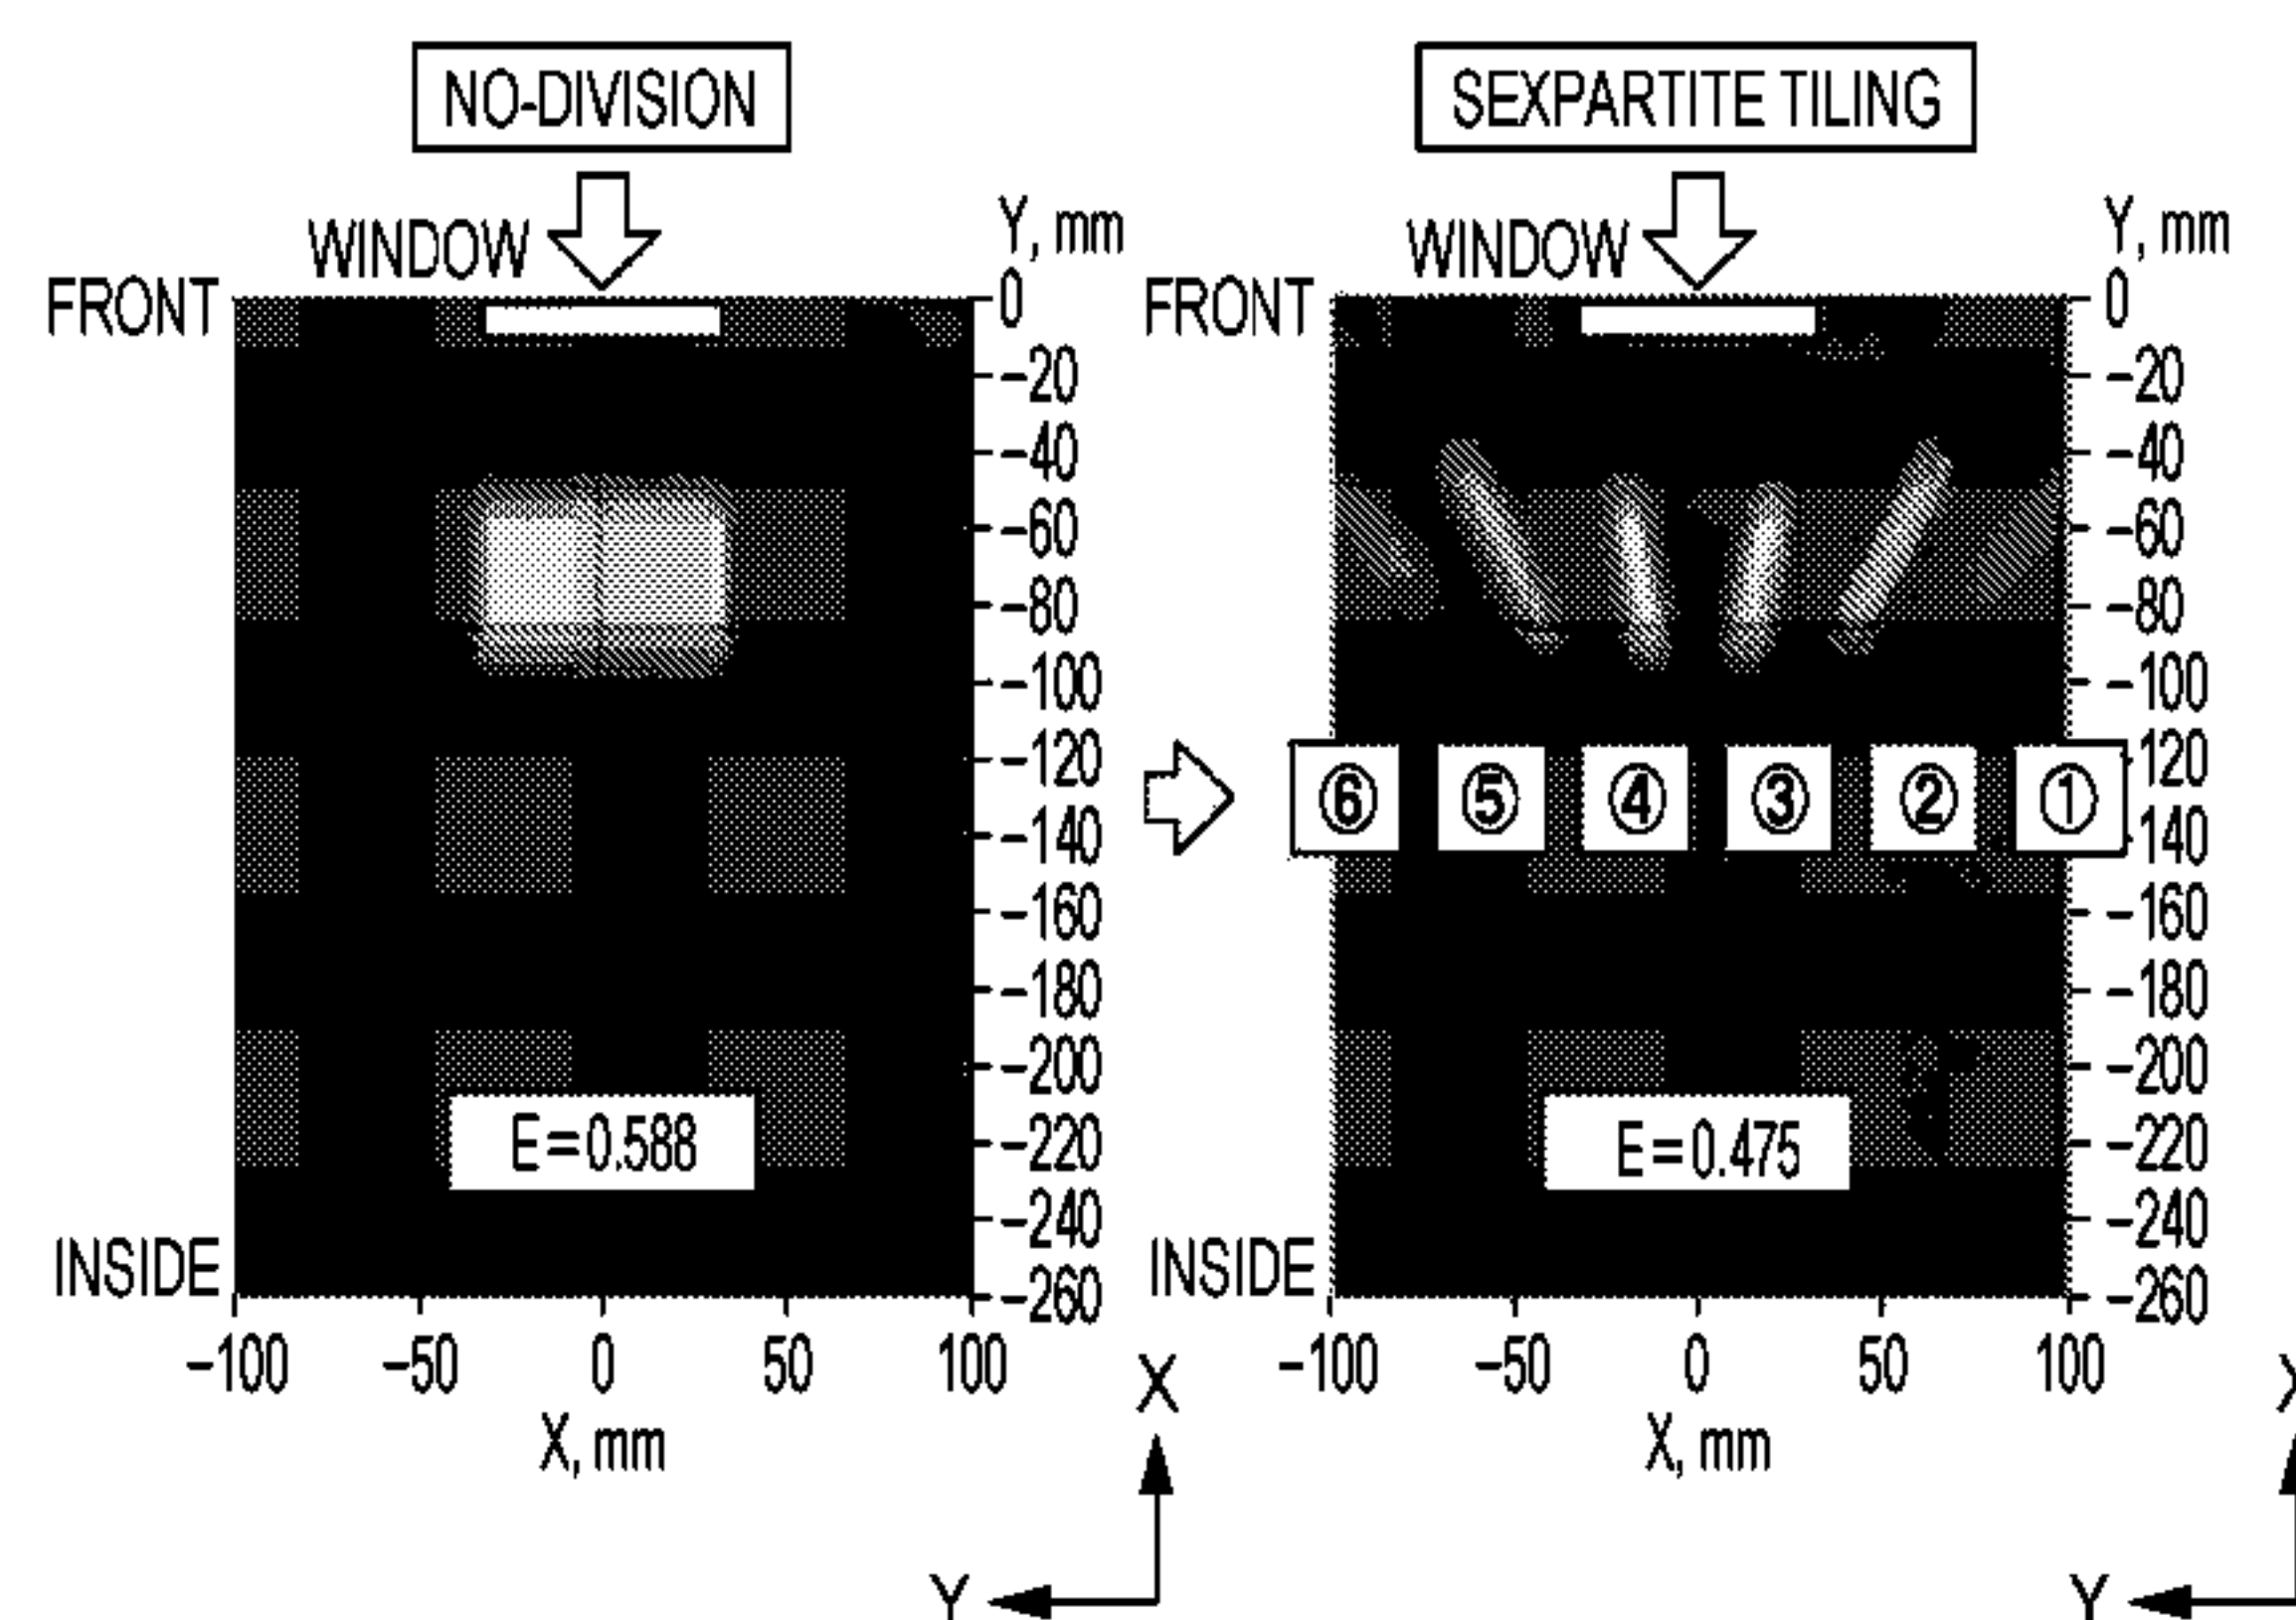 NO-DIVISION
WINDOW
Y, mm
FRONT
0
-20
-40
-60
-80
-100
-120
-140
-160
-180
-200
-220
-240
-260
E=0.588
INSIDE
-100 -50 0 50 100
X, mm
X
Y
SEXPARTITE TILING
WINDOW
Y, mm
FRONT
0
-20
-40
-60
-80
-100
120
140
-160
-180
-200
-220
-240
-260
⑥ ⑤ ④ ③ ② ①
E=0.475
INSIDE
-100 -50 0 50 100
X, mm
X
Y